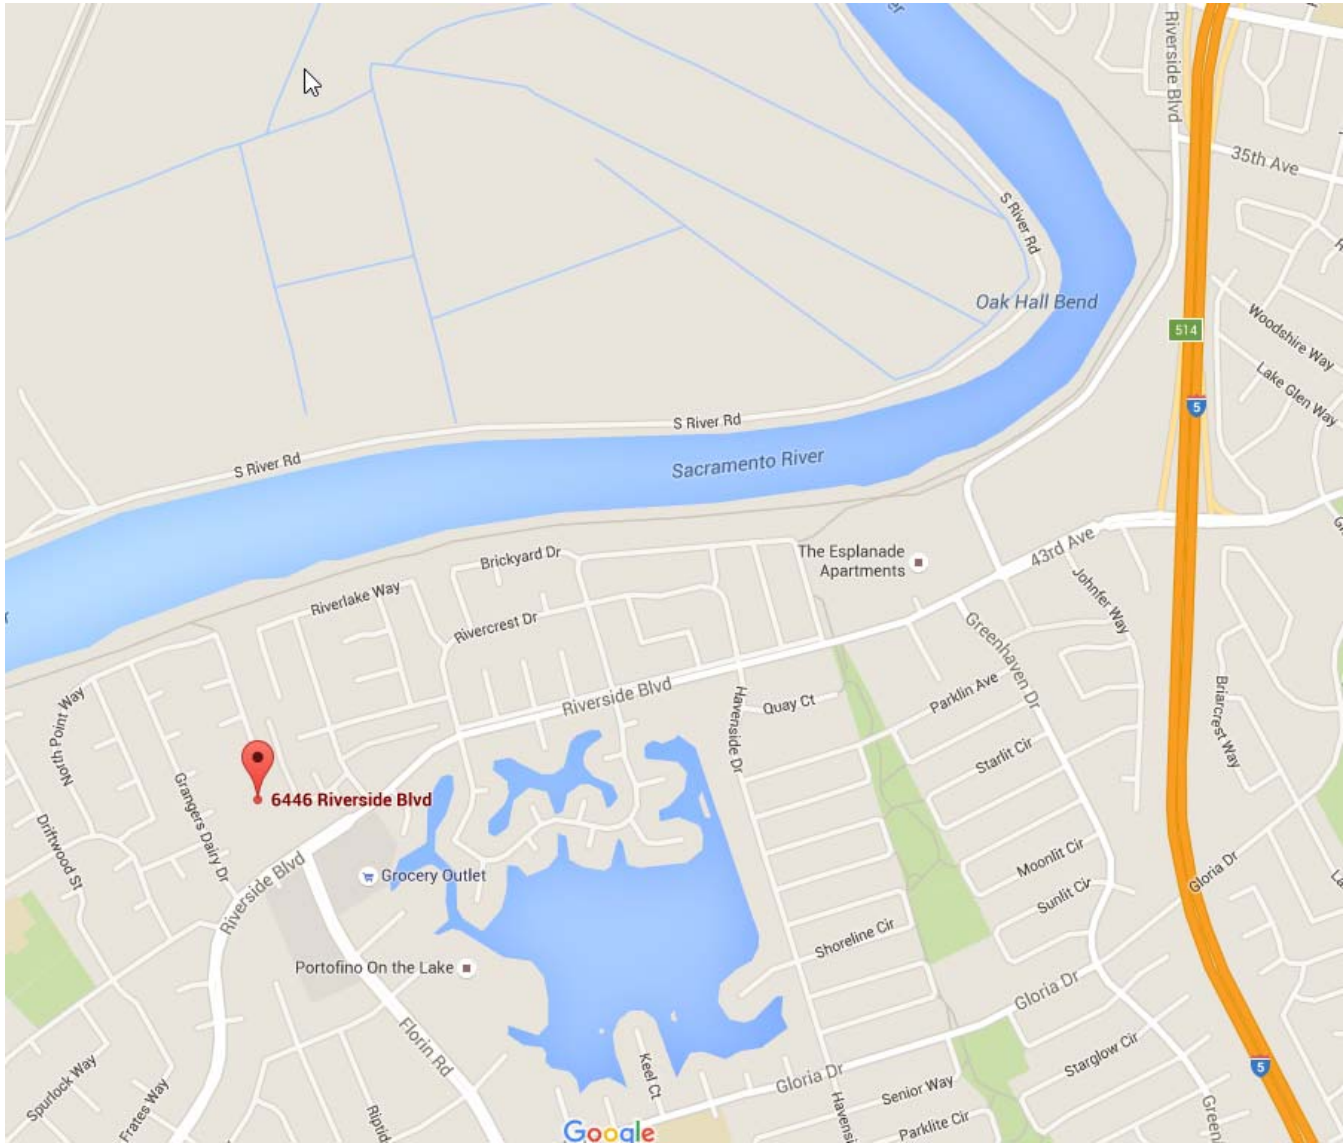 Riverside Blvd
35th Ave
S River Rd
Oak Hall Bend
514
Woodshire Way
Lake Glen Way
5
S River Rd
Sacramento River
S River Rd
43rd Ave
The Esplanade
Apartments
Brickyard Dr
Johnfer Way
Riverlake Way
Rivercrest Dr
Greenhaven Dr
Riverside Blvd
Parklin Ave
Briarcrest Way
North Point Way
Havenside Dr
Quay Ct
Starlit Cir
Grangers Dairy Dr
6446 Riverside Blvd
Driftwood St
Moonlit Cir
Gloria Dr
Riverside Blvd
Grocery Outlet
Sunlit Cir
Shoreline Cir
Portofino On the Lake
Gloria Dr
Florin Rd
Starglow Cir
Keel Ct
5
Gloria Dr
Spurlock Way
Senior Way
Frates Way
Riptid
Havensi
Green
Parklite Cir
Google